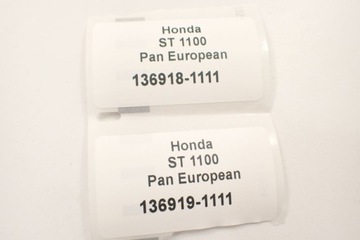 Honda
ST 1100
Pan European
136918-1111
Honda
ST 1100
Pan European
136919-1111